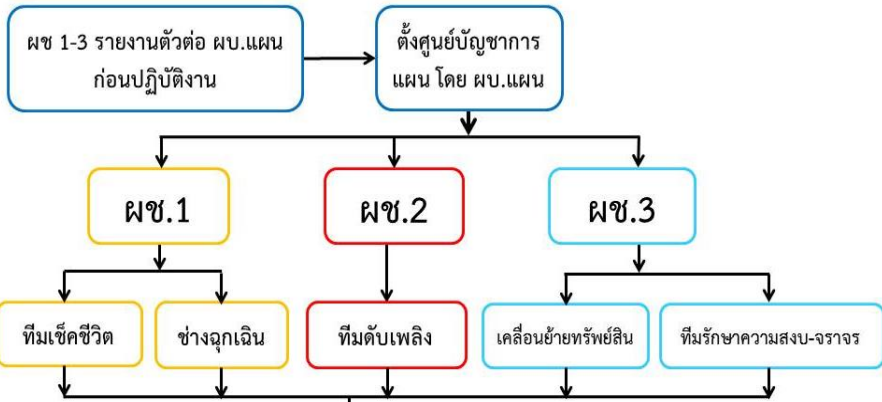 ผช 1-3 รายงานตัวต่อ ผบ.แผน
ก่อนปฏิบัติงาน
ตั้งศูนย์บัญชาการ
แผน โดย ผบ.แผน
ผช.1
ผช.2
ผช.3
ทีมเช็คชีวิต
ช่างฉุกเฉิน
ทีมดับเพลิง
เคลื่อนย้ายทรัพย์สิน
ทีมรักษาความสงบ-จราจร